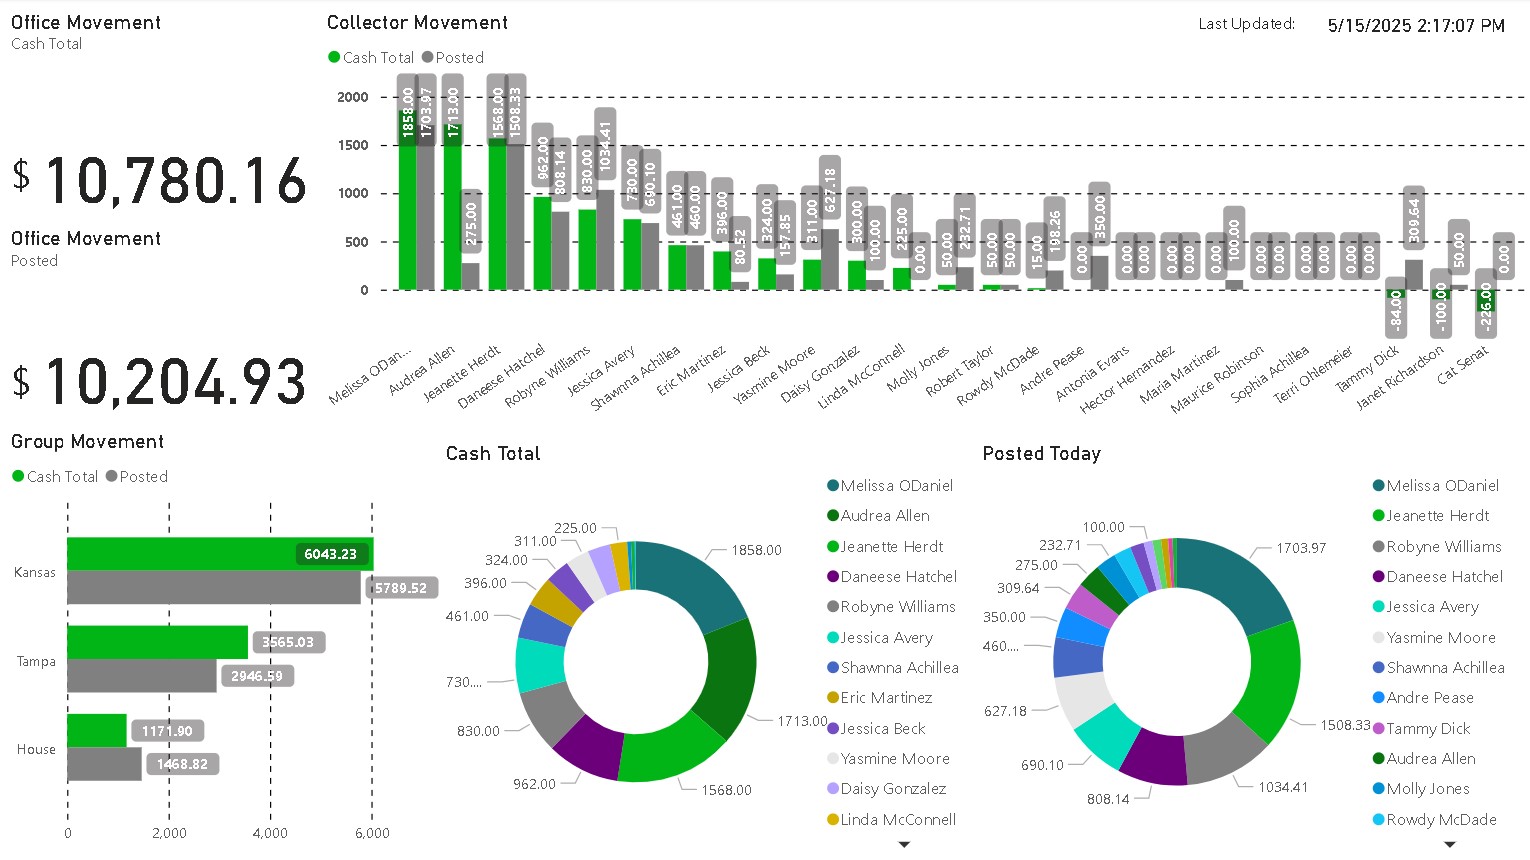 Office Movement
Cash Total
$ 10,780.16
Office Movement
Posted
$ 10,204.93
Collector Movement
Last Updated: 5/15/2025 2:17:07 PM
Cash Total Posted
2000
1500
1000
500
0
1858.00 1703.97 1713.00 275.00 1568.00 1508.33 962.00 808.14 830.00 1034.41 730.00 690.10 461.00 460.00 396.00 80.52 324.00 157.85 311.00 627.18 300.00 100.00 225.00 0.00 50.00 232.71 50.00 50.00 15.00 198.26 0.00 350.00 0.00 0.00 0.00 0.00 0.00 100.00 0.00 0.00 0.00 0.00 0.00 0.00 -84.00 309.64 -100.00 50.00 -226.00 0.00
Melissa ODan...
Audrea Allen
Jeanette Herdt
Daneese Hatchel
Robyne Williams
Jessica Avery
Shawnna Achillea
Eric Martinez
Jessica Beck
Yasmine Moore
Daisy Gonzalez
Linda McConnell
Molly Jones
Robert Taylor
Rowdy McDade
Andre Pease
Antonia Evans
Hector Hernandez
Maria Martinez
Maurice Robinson
Sophia Achillea
Terri Ohlemeier
Tammy Dick
Janet Richardson
Cat Senat
Group Movement
Cash Total Posted
Kansas
6043.23
5789.52
Tampa
3565.03
2946.59
House
1171.90
1468.82
0 2,000 4,000 6,000
Cash Total
1858.00
1713.00
1568.00
962.00
830.00
730....
461.00
396.00
324.00
311.00
225.00
Melissa ODaniel
Audrea Allen
Jeanette Herdt
Daneese Hatchel
Robyne Williams
Jessica Avery
Shawnna Achillea
Eric Martinez
Jessica Beck
Yasmine Moore
Daisy Gonzalez
Linda McConnell
Posted Today
1703.97
1508.33
1034.41
808.14
690.10
627.18
460....
350.00
309.64
275.00
232.71
100.00
Melissa ODaniel
Jeanette Herdt
Robyne Williams
Daneese Hatchel
Jessica Avery
Yasmine Moore
Shawnna Achillea
Andre Pease
Tammy Dick
Audrea Allen
Molly Jones
Rowdy McDade